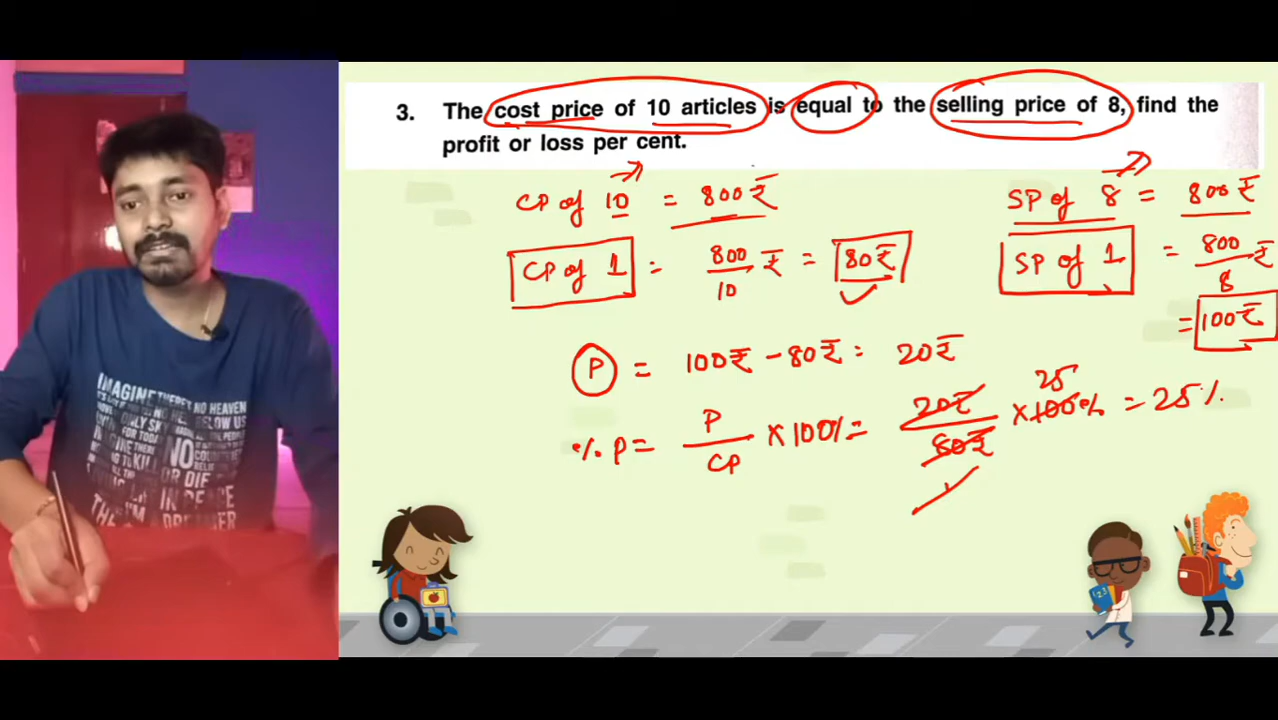 3. The cost price of 10 articles is equal to the selling price of 8, find the
profit or loss per cent.
CP of 10 = 800₹
CP of 1 = 800/10 ₹ = 80₹
SP of 8 = 800₹
SP of 1 = 800/8 ₹
= 100₹
P = 100₹ - 80₹ = 20₹
% P = P/CP × 100% = 20₹/80₹ × 100% = 25%
25
IMAGINE THERE'S NO HEAVEN